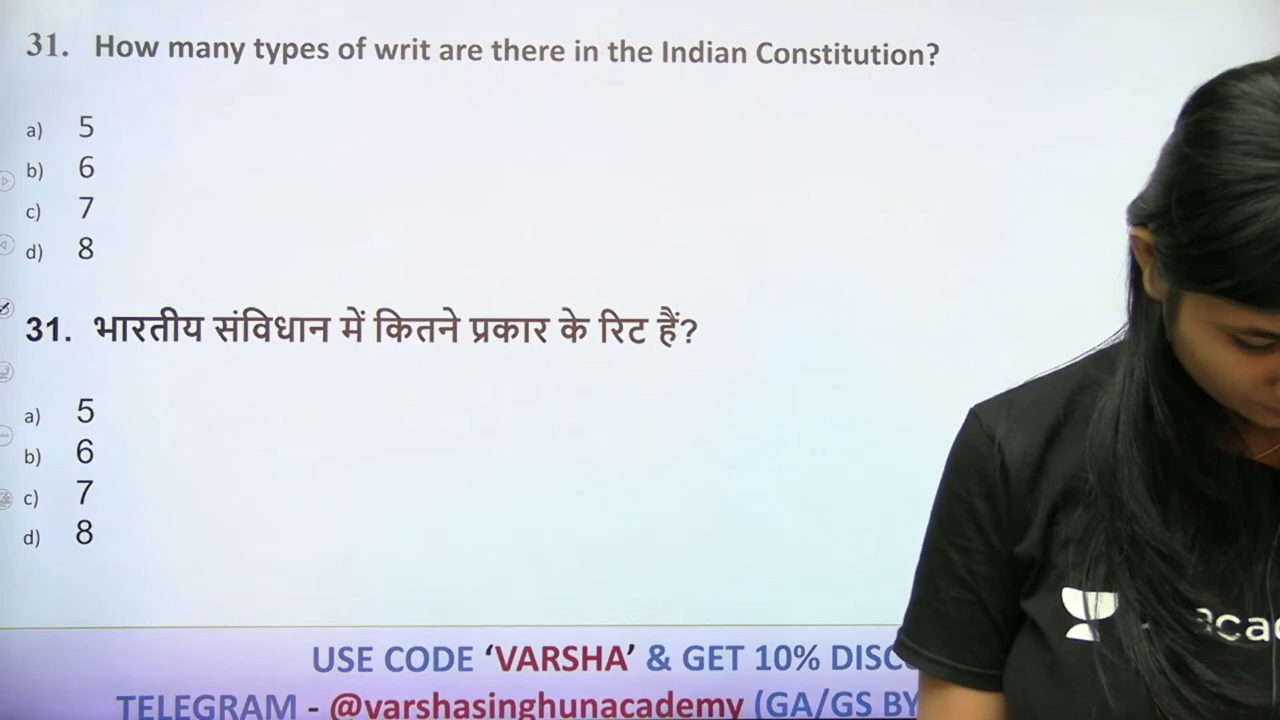 31. How many types of writ are there in the Indian Constitution?
a) 5
b) 6
c) 7
d) 8
31. भारतीय संविधान में कितने प्रकार के रिट हैं?
a) 5
b) 6
c) 7
d) 8
USE CODE ‘VARSHA’ & GET 10%
TELEGRAM - @varshasinghunacademy (GA/GS BY